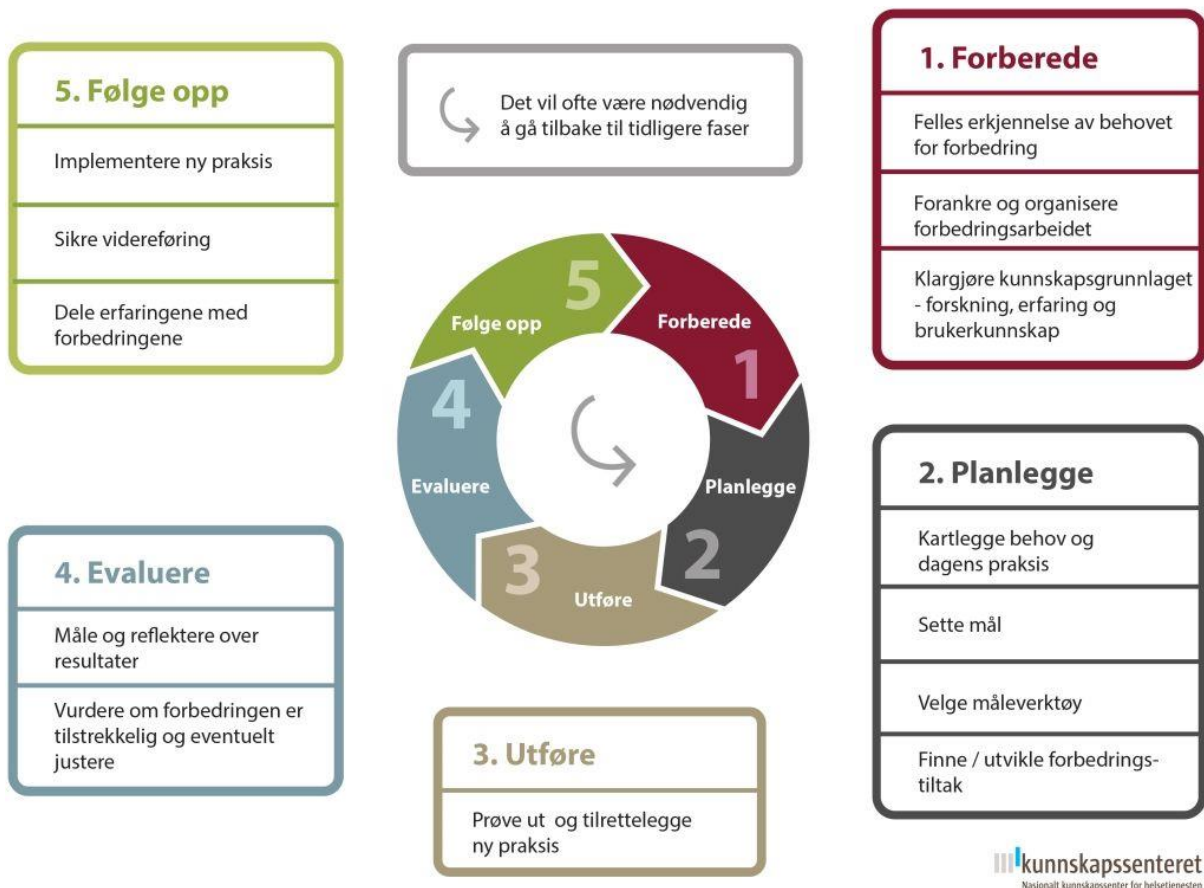 1. Forberede
Felles erkjennelse av behovet
for forbedring
Forankre og organisere
forbedringsarbeidet
Klargjøre kunnskapsgrunnlaget
- forskning, erfaring og
brukerkunnskap
2. Planlegge
Kartlegge behov og
dagens praksis
Sette mål
Velge måleverktøy
Finne / utvikle forbedrings-
tiltak
3. Utføre
Prøve ut og tilrettelegge
ny praksis
4. Evaluere
Måle og reflektere over
resultater
Vurdere om forbedringen er
tilstrekkelig og eventuelt
justere
5. Følge opp
Implementere ny praksis
Sikre videreføring
Dele erfaringene med
forbedringene
Det vil ofte være nødvendig
å gå tilbake til tidligere faser
Forberede
1
Planlegge
2
3
Utføre
4
Evaluere
5
Følge opp
kunnskapssenteret
Nasjonalt kunnskapssenter for helsetjenesten